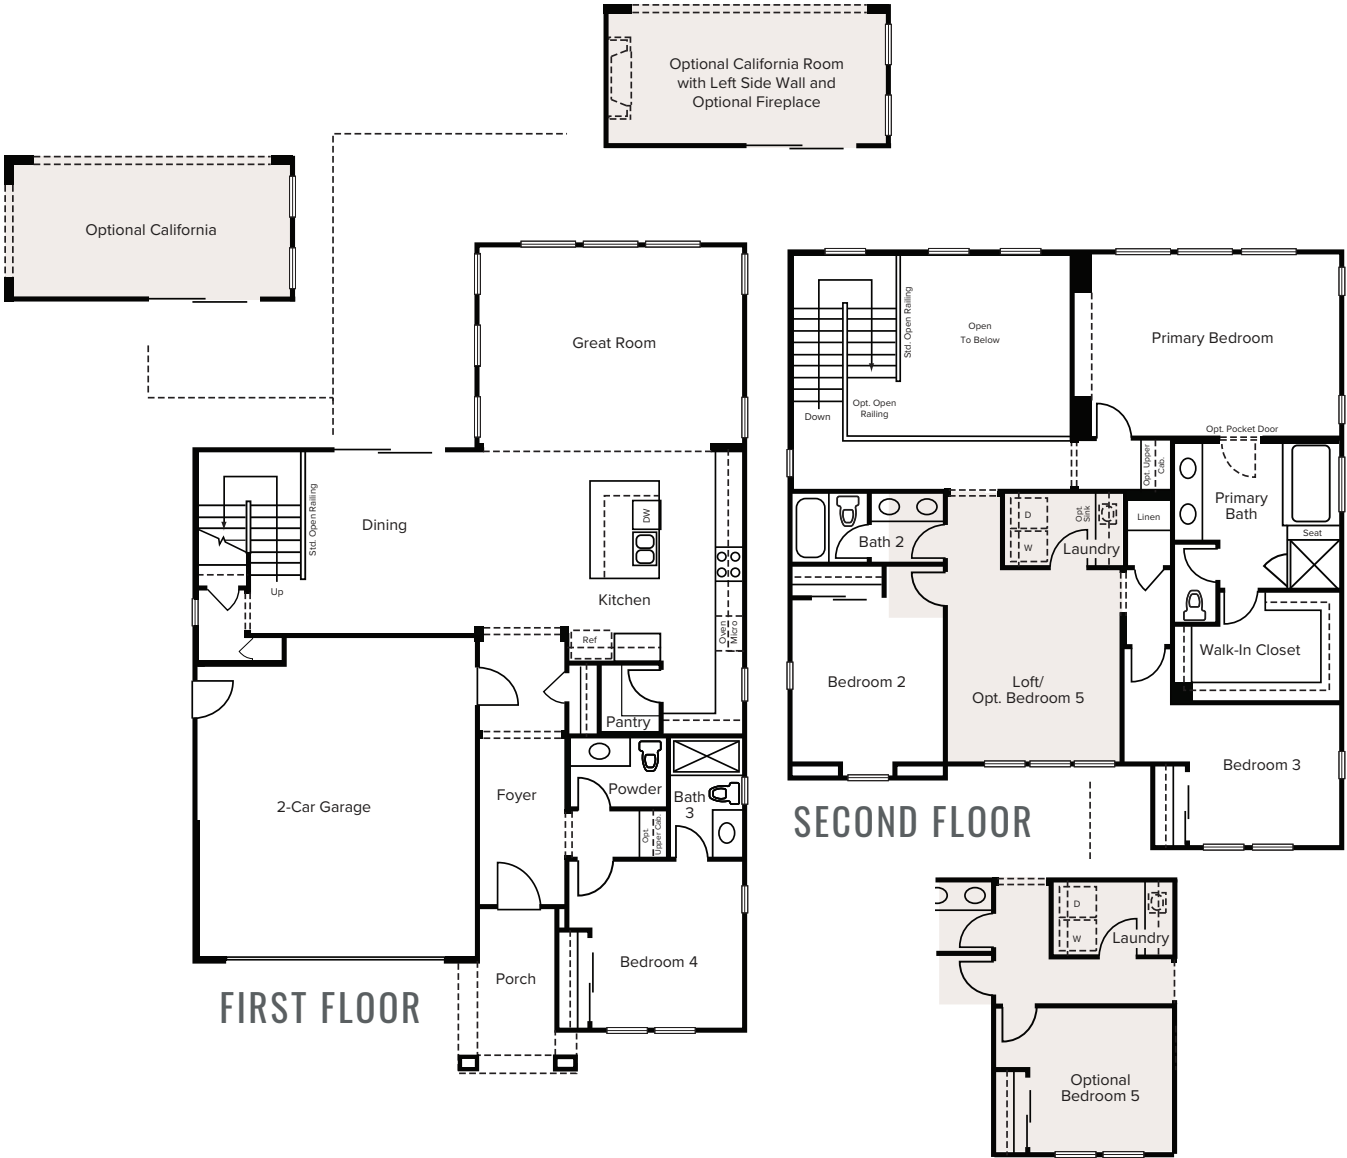 Optional California Room
with Left Side Wall and
Optional Fireplace
Optional California
Great Room
Dining
Std. Open Railing
Up
DW
Kitchen
Oven
Micro
Ref
Pantry
2-Car Garage
Foyer
Powder
Bath
3
Opt.
Upper Cab.
Bedroom 4
Porch
FIRST FLOOR
Std. Open Railing
Open
To Below
Primary Bedroom
Down
Opt. Open
Railing
Opt. Pocket Door
Opt. Upper
Cab.
Primary
Bath
Linen
Seat
Bath 2
D
W
Opt.
Sink
Laundry
Walk-In Closet
Bedroom 2
Loft/
Opt. Bedroom 5
Bedroom 3
SECOND FLOOR
D
W
Laundry
Optional
Bedroom 5